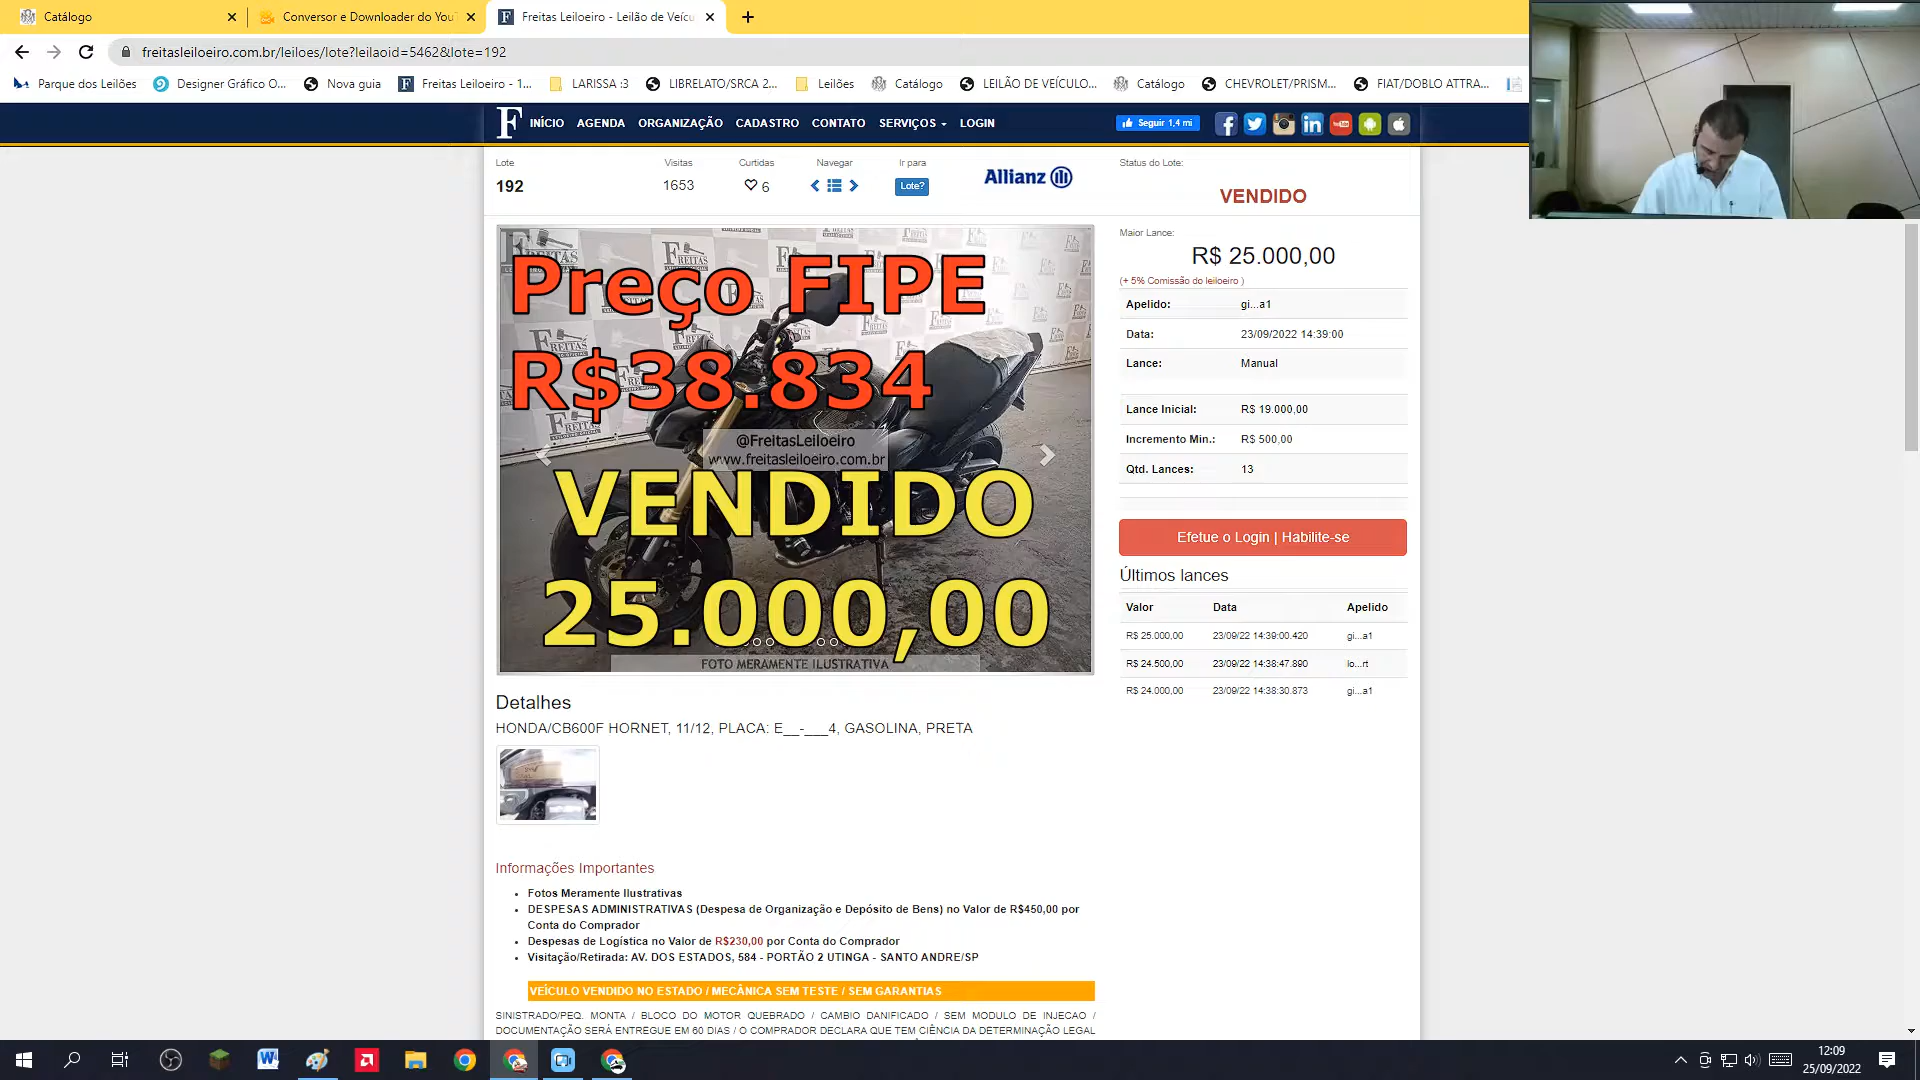 Catálogo
Conversor e Downloader do You
Freitas Leiloeiro - Leilão de Veícu
freitasleiloeiro.com.br/leiloes/lote?leilaoid=5462&lote=192
Parque dos Leilões
Designer Gráfico O...
Nova guia
Freitas Leiloeiro - 1...
LARISSA :3
LIBRELATO/SRCA 2...
Leilões
Catálogo
LEILÃO DE VEÍCULO...
Catálogo
CHEVROLET/PRISM...
FIAT/DOBLO ATTRA...
F INÍCIO AGENDA ORGANIZAÇÃO CADASTRO CONTATO SERVIÇOS LOGIN
Seguir 1,4 mi
Lote
192
Visitas
1653
Curtidas
6
Navegar
Ir para
Lote?
Allianz
Status do Lote:
VENDIDO
Preço FIPE
R$38.834
@FreitasLeiloeiro
www.freitasleiloeiro.com.br
VENDIDO
25.000,00
FOTO MERAMENTE ILUSTRATIVA
Maior Lance:
R$ 25.000,00
(+ 5% Comissão do leiloeiro )
Apelido: gi...a1
Data: 23/09/2022 14:39:00
Lance: Manual
Lance Inicial: R$ 19.000,00
Incremento Min.: R$ 500,00
Qtd. Lances: 13
Efetue o Login | Habilite-se
Últimos lances
Valor Data Apelido
R$ 25.000,00 23/09/22 14:39:00.420 gi...a1
R$ 24.500,00 23/09/22 14:38:47.890 lo...rt
R$ 24.000,00 23/09/22 14:38:30.873 gi...a1
Detalhes
HONDA/CB600F HORNET, 11/12, PLACA: E__-___4, GASOLINA, PRETA
Informações Importantes
Fotos Meramente Ilustrativas
DESPESAS ADMINISTRATIVAS (Despesa de Organização e Depósito de Bens) no Valor de R$450,00 por
Conta do Comprador
Despesas de Logística no Valor de R$230,00 por Conta do Comprador
Visitação/Retirada: AV. DOS ESTADOS, 584 - PORTÃO 2 UTINGA - SANTO ANDRE/SP
VEÍCULO VENDIDO NO ESTADO / MECÂNICA SEM TESTE / SEM GARANTIAS
SINISTRADO/PEQ. MONTA / BLOCO DO MOTOR QUEBRADO / CAMBIO DANIFICADO / SEM MODULO DE INJECAO /
DOCUMENTAÇÃO SERÁ ENTREGUE EM 60 DIAS / O COMPRADOR DECLARA QUE TEM CIÊNCIA DA DETERMINAÇÃO LEGAL
12:09
25/09/2022